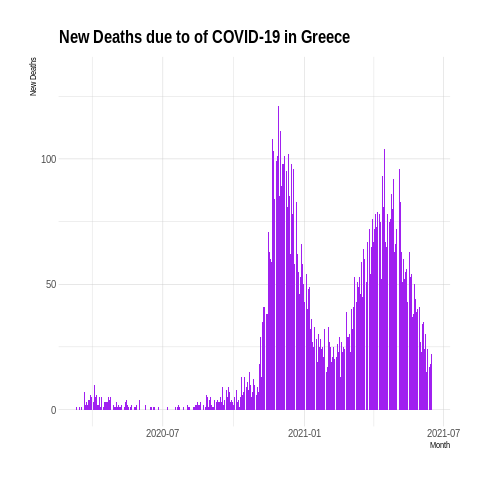 New Deaths due to of COVID-19 in Greece
New Deaths
100
50
0
2020-07
2021-01
2021-07
Month